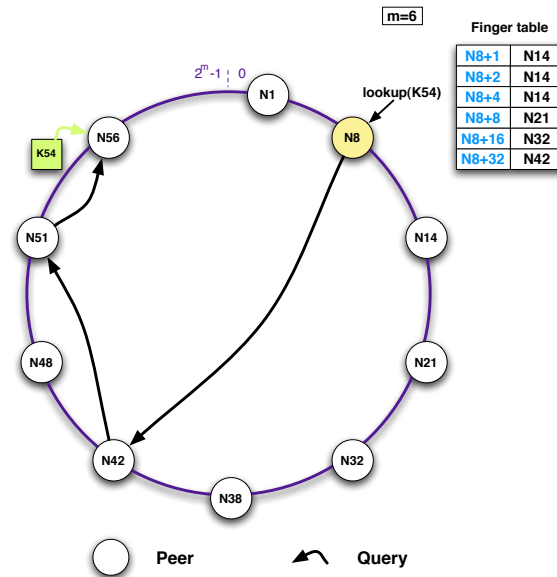 m=6
Finger table
N8+1 N14
N8+2 N14
N8+4 N14
N8+8 N21
N8+16 N32
N8+32 N42
2^m-1 0
lookup(K54)
N1
N8
N56
K54
N14
N51
N21
N48
N32
N42
N38
Peer
Query